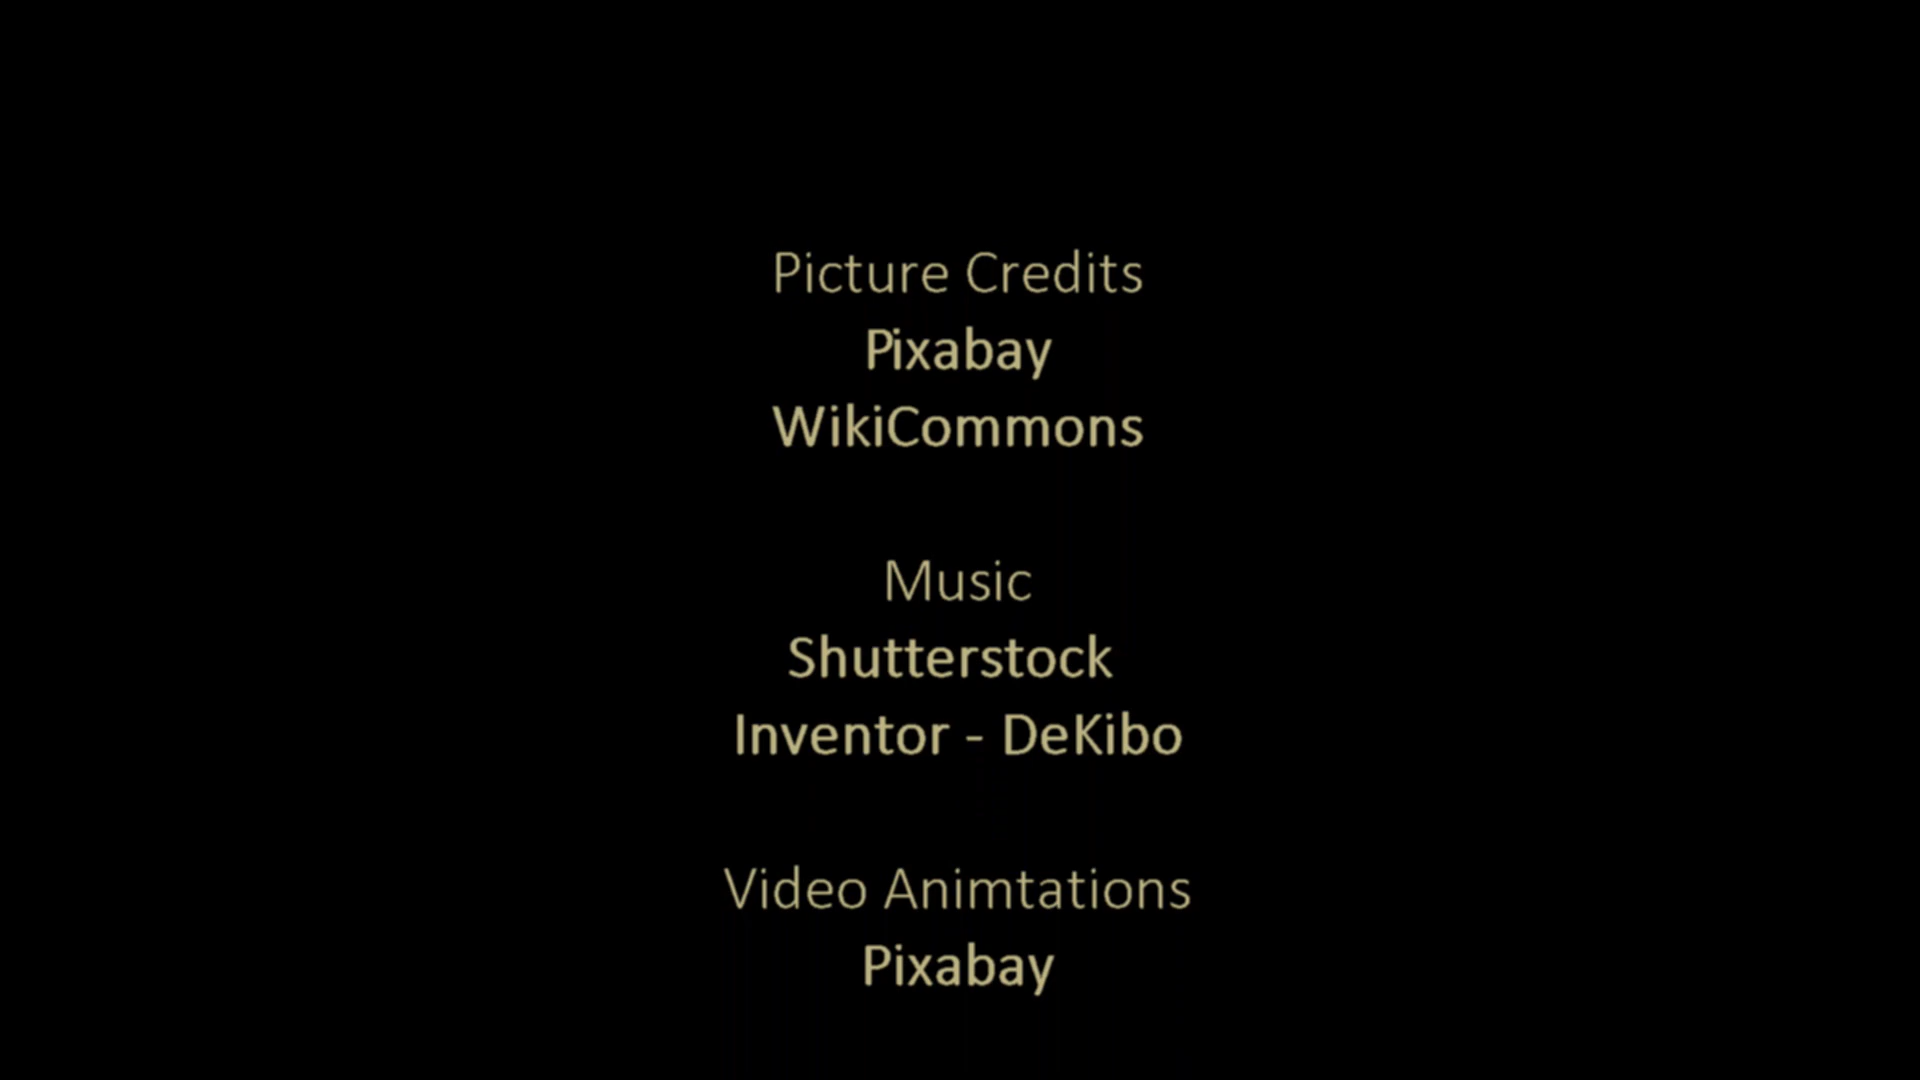 Picture Credits
Pixabay
WikiCommons
Music
Shutterstock
Inventor - DeKibo
Video Animtations
Pixabay